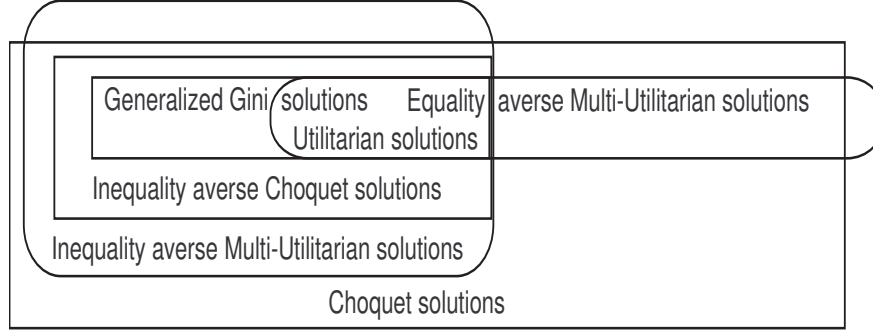 Generalized Gini solutions Equality averse Multi-Utilitarian solutions
Utilitarian solutions
Inequality averse Choquet solutions
Inequality averse Multi-Utilitarian solutions
Choquet solutions